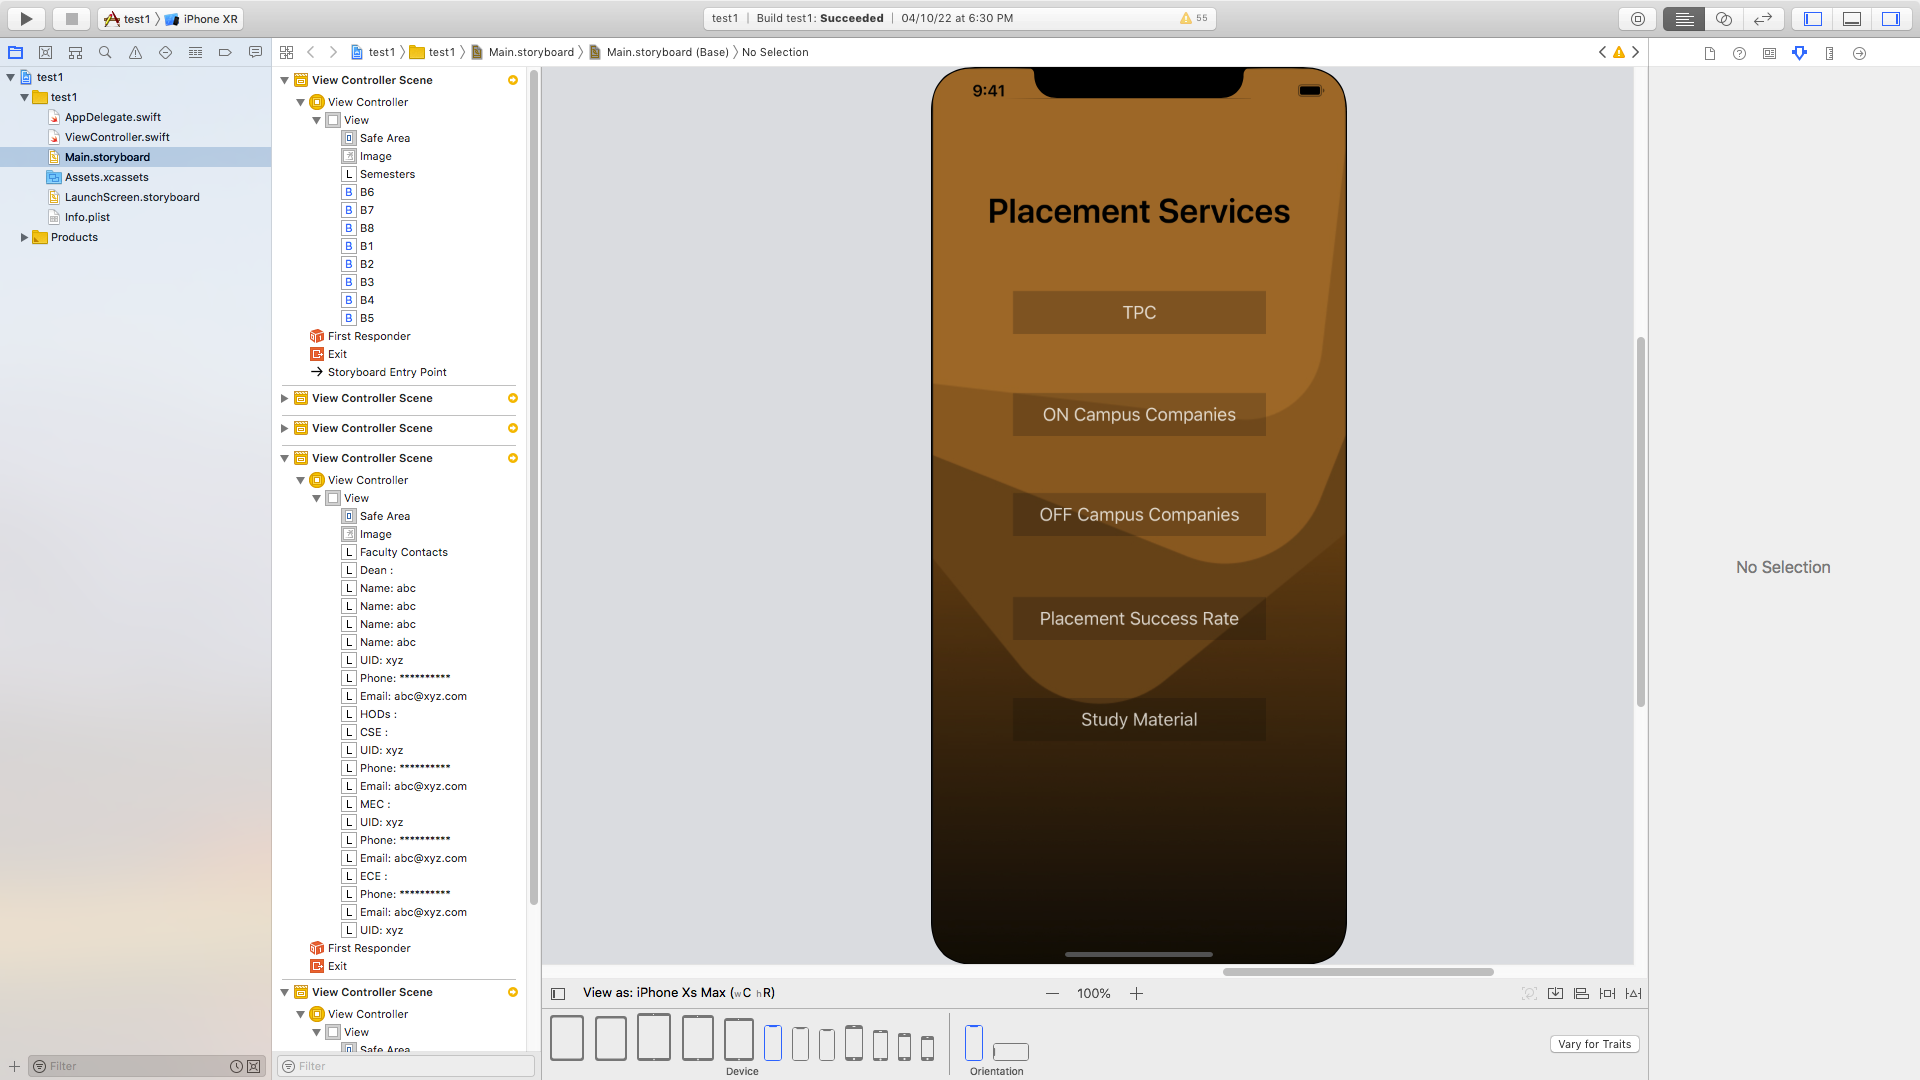 test1 iPhone XR
test1 | Build test1: Succeeded | 04/10/22 at 6:30 PM 55
test1 test1 Main.storyboard Main.storyboard (Base) No Selection
test1
test1
AppDelegate.swift
ViewController.swift
Main.storyboard
Assets.xcassets
LaunchScreen.storyboard
Info.plist
Products
Filter
View Controller Scene
View Controller
View
Safe Area
Image
L Semesters
B B6
B B7
B B8
B B1
B B2
B B3
B B4
B B5
First Responder
Exit
Storyboard Entry Point
View Controller Scene
View Controller Scene
View Controller Scene
View Controller
View
Safe Area
Image
L Faculty Contacts
L Dean :
L Name: abc
L Name: abc
L Name: abc
L Name: abc
L UID: xyz
L Phone: **********
L Email: abc@xyz.com
L HODs :
L CSE :
L UID: xyz
L Phone: **********
L Email: abc@xyz.com
L MEC :
L UID: xyz
L Phone: **********
L Email: abc@xyz.com
L ECE :
L Phone: **********
L Email: abc@xyz.com
L UID: xyz
First Responder
Exit
View Controller Scene
View Controller
View
Safe Area
Filter
9:41
Placement Services
TPC
ON Campus Companies
OFF Campus Companies
Placement Success Rate
Study Material
View as: iPhone Xs Max (wC hR)
100%
Device
Orientation
Vary for Traits
No Selection